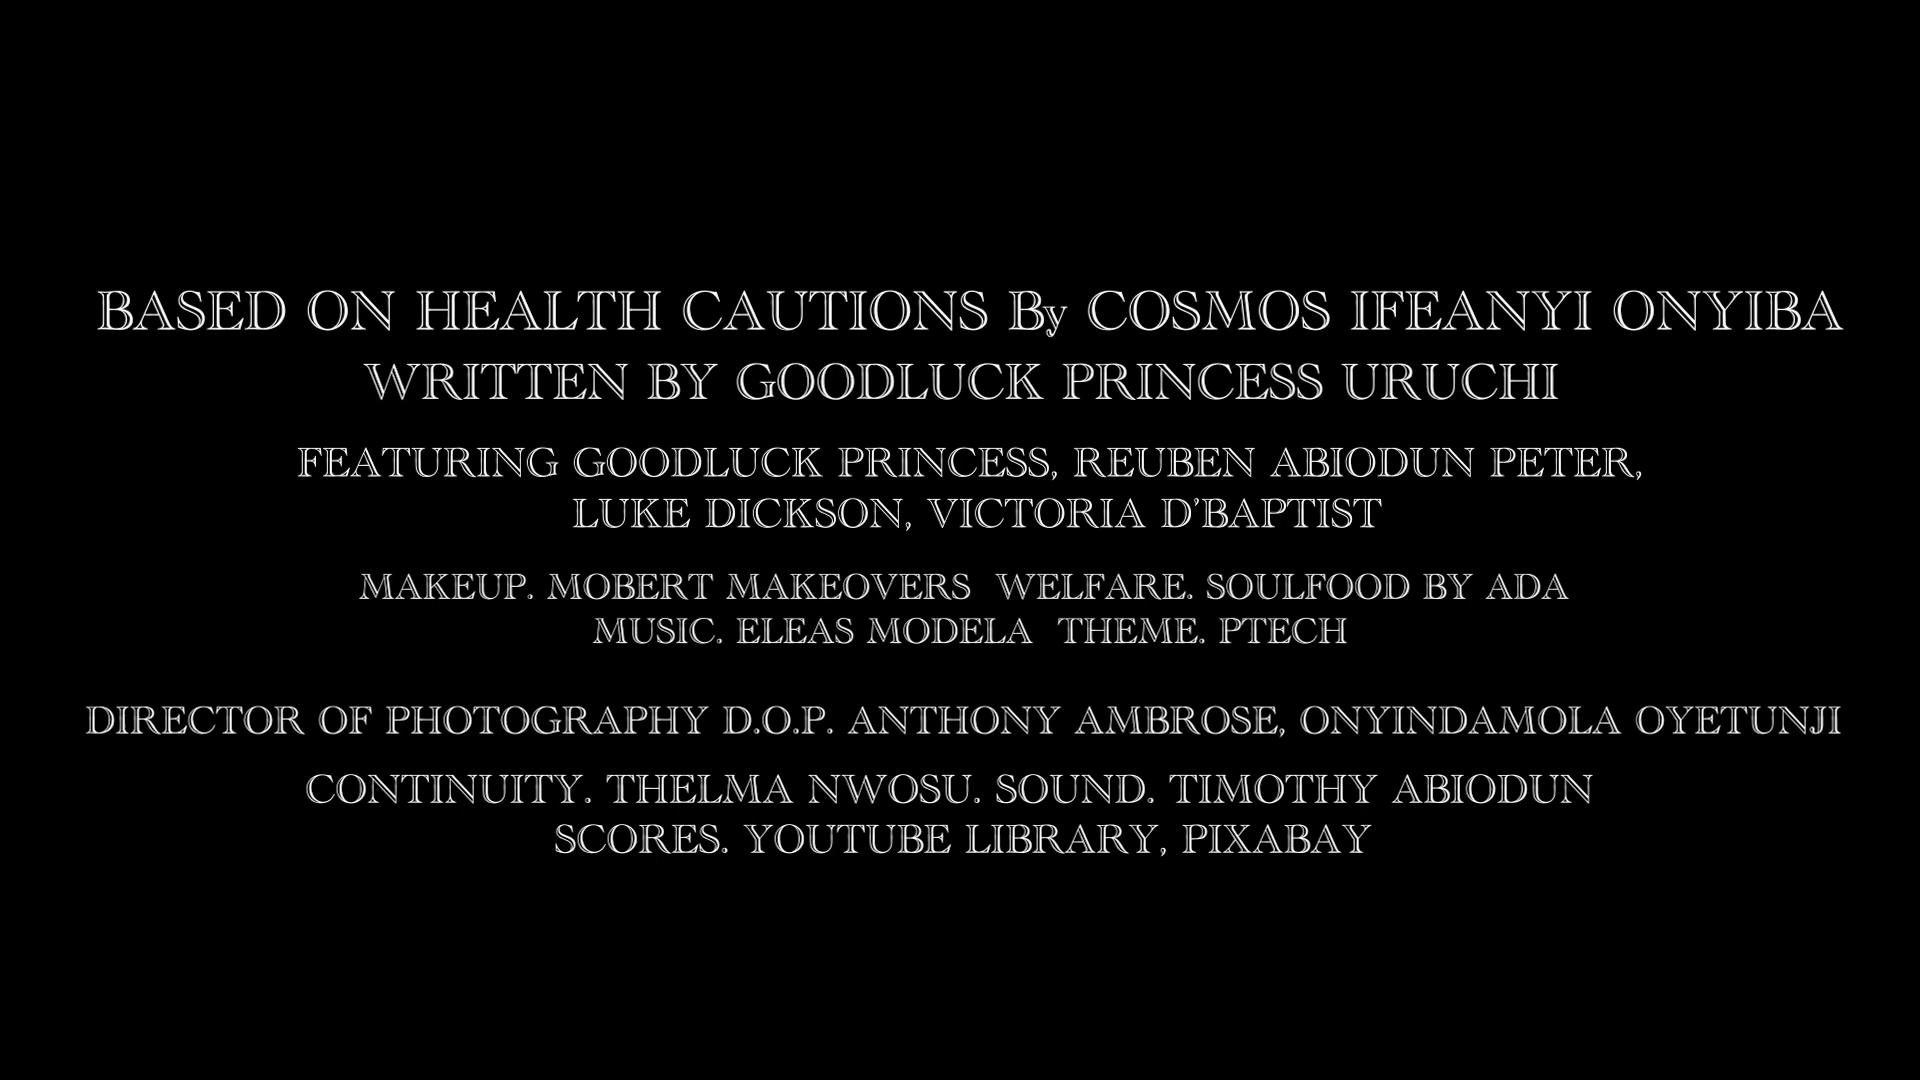 BASED ON HEALTH CAUTIONS By COSMOS IFEANYI ONYIBA
WRITTEN BY GOODLUCK PRINCESS URUCHI
FEATURING GOODLUCK PRINCESS, REUBEN ABIODUN PETER,
LUKE DICKSON, VICTORIA D'BAPTIST
MAKEUP. MOBERT MAKEOVERS  WELFARE. SOULFOOD BY ADA
MUSIC. ELEAS MODELA  THEME. PTECH
DIRECTOR OF PHOTOGRAPHY D.O.P. ANTHONY AMBROSE, ONYINDAMOLA OYETUNJI
CONTINUITY. THELMA NWOSU. SOUND. TIMOTHY ABIODUN
SCORES. YOUTUBE LIBRARY, PIXABAY